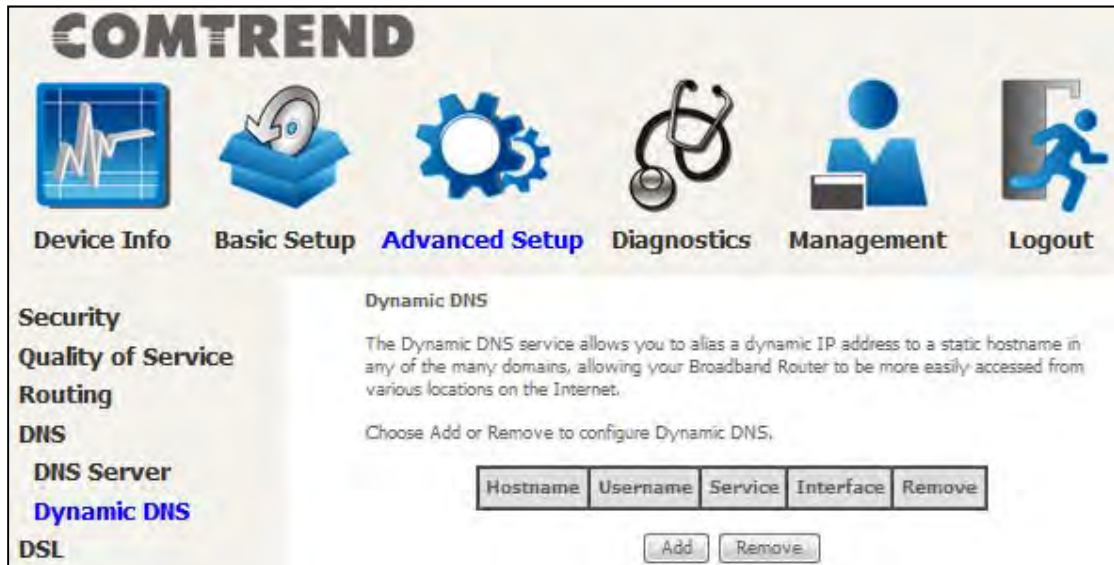 COMTREND
Device Info Basic Setup Advanced Setup Diagnostics Management Logout
Security
Quality of Service
Routing
DNS
DNS Server
Dynamic DNS
DSL
Dynamic DNS
The Dynamic DNS service allows you to alias a dynamic IP address to a static hostname in
any of the many domains, allowing your Broadband Router to be more easily accessed from
various locations on the Internet.
Choose Add or Remove to configure Dynamic DNS.
Hostname Username Service Interface Remove
Add Remove